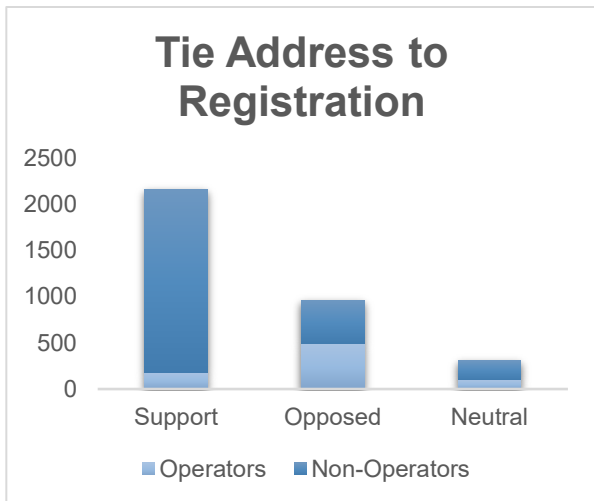 Tie Address to
Registration
2500
2000
1500
1000
500
0
Support Opposed Neutral
Operators Non-Operators